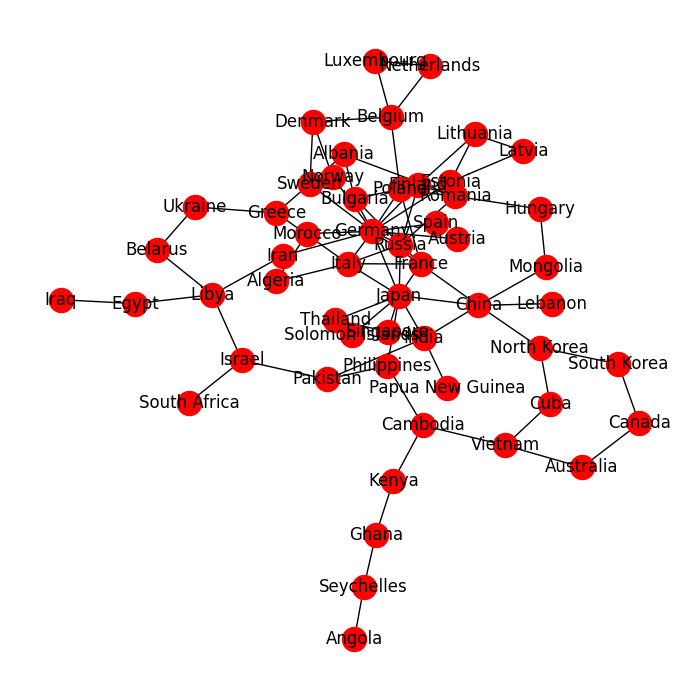 Luxembourg
Netherlands
Belgium
Denmark
Lithuania
Latvia
Albania
Norway
Sweden
Poland
Finland
Estonia
Romania
Bulgaria
Ukraine
Greece
Hungary
Spain
Morocco
Germany
Austria
Russia
Belarus
Iran
Italy
France
Mongolia
Algeria
Libya
Japan
Iraq
Egypt
China
Lebanon
Thailand
Solomon Islands
Singapore
India
North Korea
Israel
Philippines
South Korea
Pakistan
Papua New Guinea
South Africa
Cuba
Cambodia
Canada
Vietnam
Australia
Kenya
Ghana
Seychelles
Angola